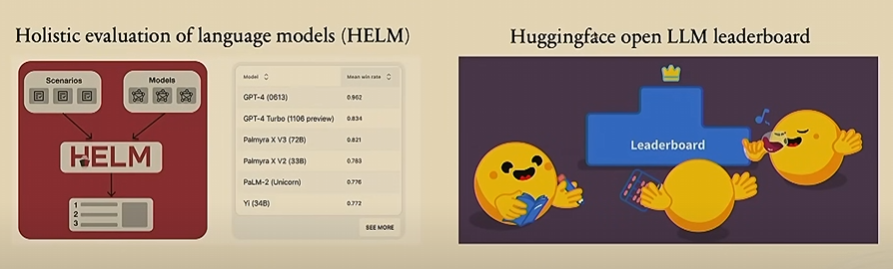 Holistic evaluation of language models (HELM)
Scenarios
Models
HELM
1
2
3
Model Mean win rate
GPT-4 (0613) 0.962
GPT-4 Turbo (1106 preview) 0.834
Palmyra X V3 (72B) 0.821
Palmyra X V2 (33B) 0.783
PaLM-2 (Unicorn) 0.776
Yi (34B) 0.772
SEE MORE
Huggingface open LLM leaderboard
Leaderboard